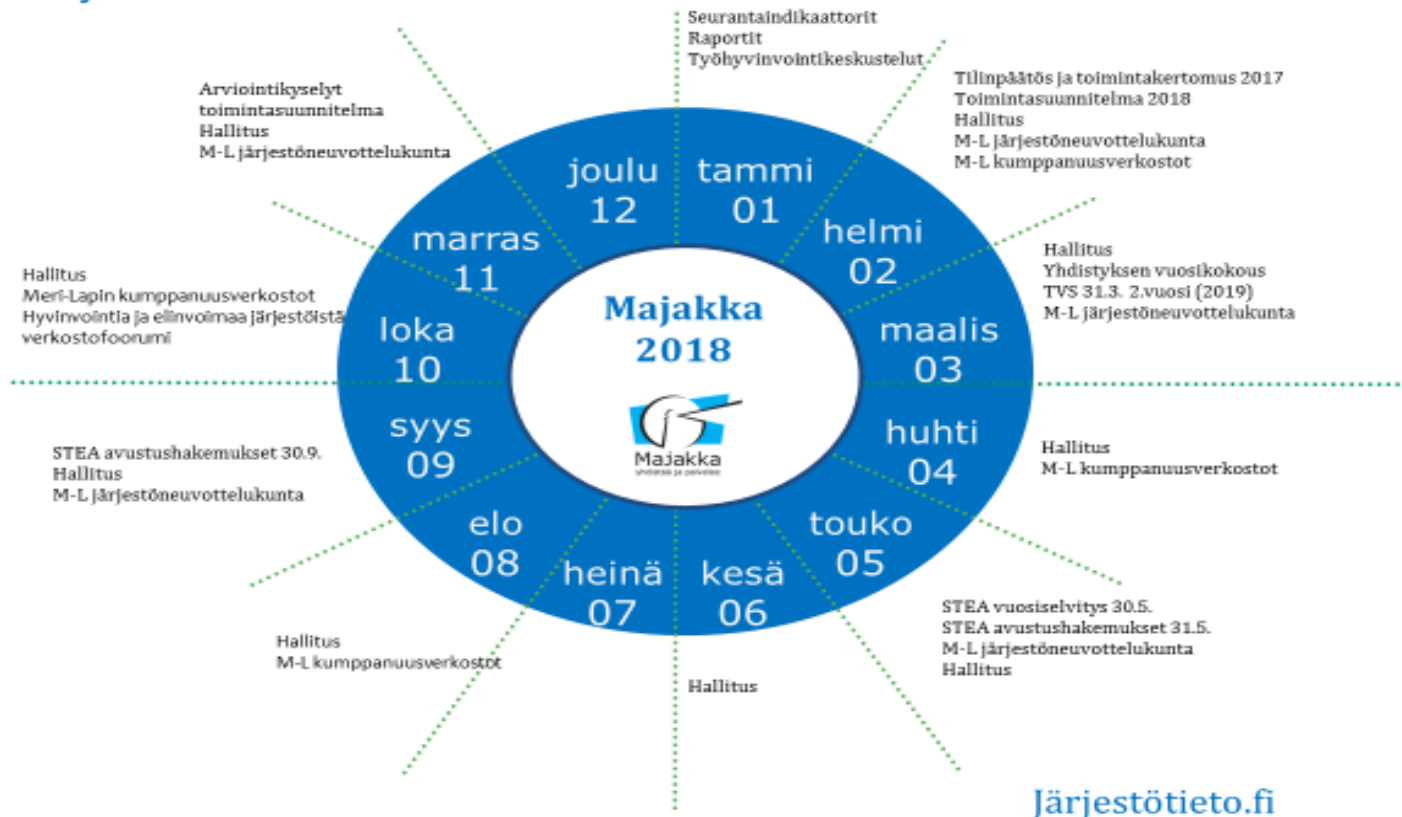 Seurantaindikaattorit
Raportit
Työhyvinvointikeskustelut
Tilinpäätös ja toimintakertomus 2017
Toimintasuunnitelma 2018
Hallitus
M-L järjestöneuvottelukunta
M-L kumppanuusverkostot
Hallitus
Yhdistyksen vuosikokous
TVS 31.3. 2.vuosi (2019)
M-L järjestöneuvottelukunta
Hallitus
M-L kumppanuusverkostot
STEA vuosiselvitys 30.5.
STEA avustushakemukset 31.5.
M-L järjestöneuvottelukunta
Hallitus
Hallitus
Hallitus
M-L kumppanuusverkostot
STEA avustushakemukset 30.9.
Hallitus
M-L järjestöneuvottelukunta
Hallitus
Meri-Lapin kumppanuusverkostot
Hyvinvointia ja elinvoimaa järjestöistä
verkostofoorumi
Arviointikyselyt
toimintasuunnitelma
Hallitus
M-L järjestöneuvottelukunta
tammi
01
helmi
02
maalis
03
huhti
04
touko
05
kesä
06
heinä
07
elo
08
syys
09
loka
10
marras
11
joulu
12
Majakka
2018
Majakka
yhdistää ja palvelee
Järjestötieto.fi